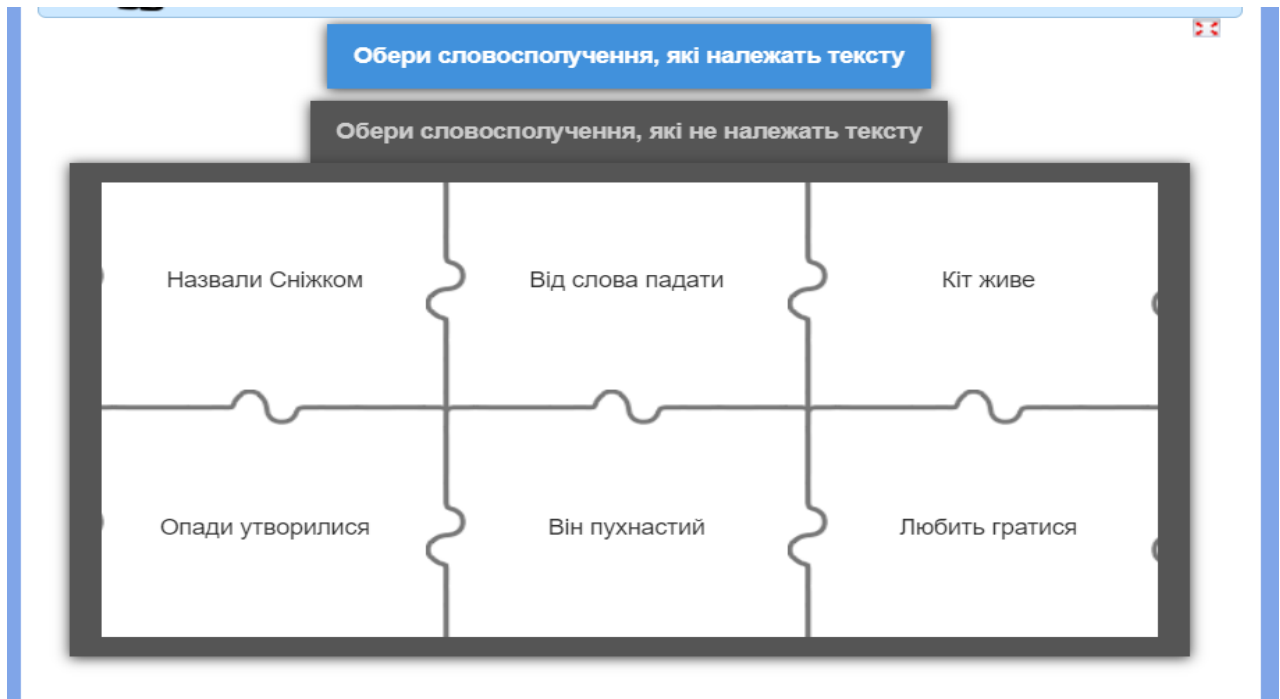 Обери словосполучення, які належать тексту
Обери словосполучення, які не належать тексту
Назвали Сніжком
Від слова падати
Кіт живе
Опади утворилися
Він пухнастий
Любить гратися